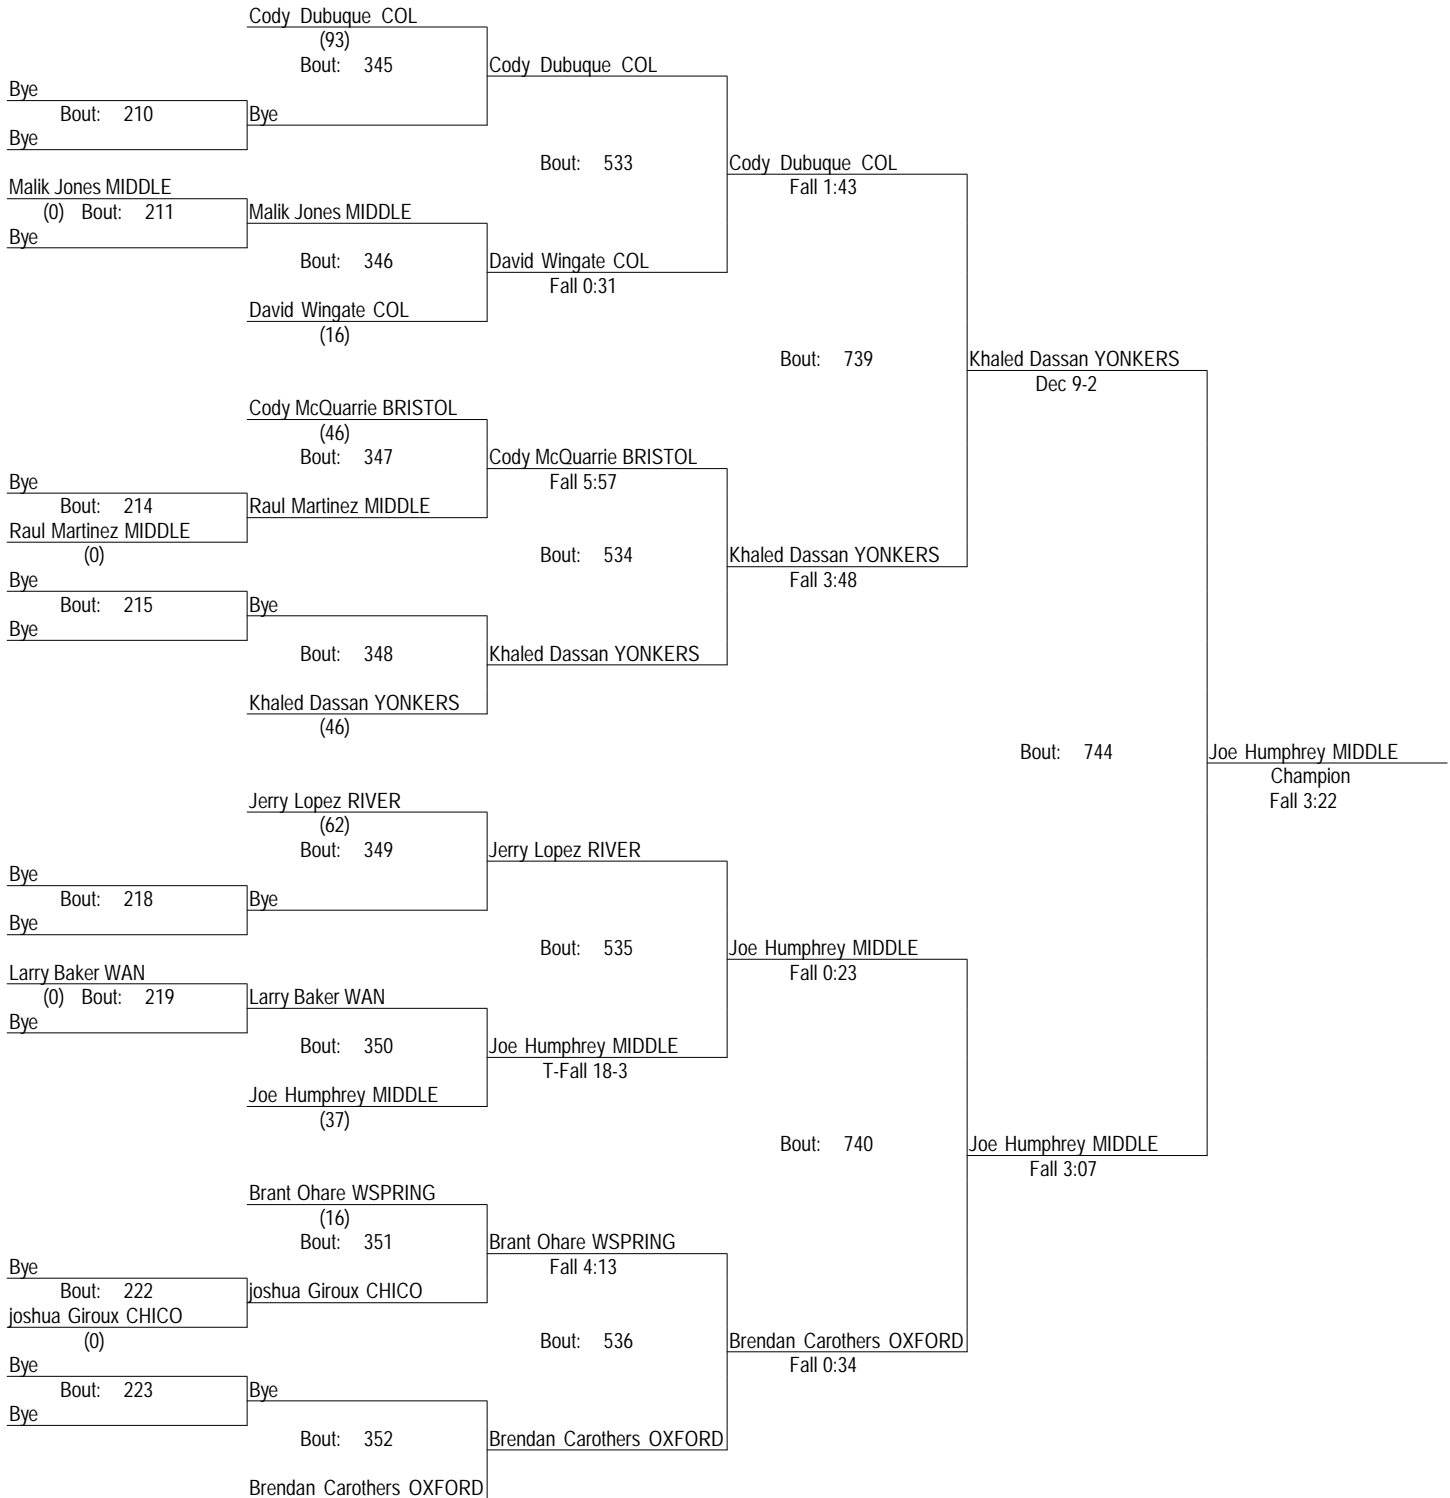 Cody Dubuque COL
(93)
Bout: 345
Cody Dubuque COL
Bye
Bout: 210
Bye
Bye
Bout: 533
Cody Dubuque COL
Fall 1:43
Malik Jones MIDDLE
(0) Bout: 211
Malik Jones MIDDLE
Bye
Bout: 346
David Wingate COL
Fall 0:31
David Wingate COL
(16)
Bout: 739
Khaled Dassan YONKERS
Dec 9-2
Cody McQuarrie BRISTOL
(46)
Bout: 347
Cody McQuarrie BRISTOL
Fall 5:57
Bye
Bout: 214
Raul Martinez MIDDLE
Raul Martinez MIDDLE
(0)
Bout: 534
Khaled Dassan YONKERS
Fall 3:48
Bye
Bout: 215
Bye
Bye
Bout: 348
Khaled Dassan YONKERS
Khaled Dassan YONKERS
(46)
Bout: 744
Joe Humphrey MIDDLE
Champion
Fall 3:22
Jerry Lopez RIVER
(62)
Bout: 349
Jerry Lopez RIVER
Bye
Bout: 218
Bye
Bye
Bout: 535
Joe Humphrey MIDDLE
Fall 0:23
Larry Baker WAN
(0) Bout: 219
Larry Baker WAN
Bye
Bout: 350
Joe Humphrey MIDDLE
T-Fall 18-3
Joe Humphrey MIDDLE
(37)
Bout: 740
Joe Humphrey MIDDLE
Fall 3:07
Brant Ohare WSPRING
(16)
Bout: 351
Brant Ohare WSPRING
Fall 4:13
Bye
Bout: 222
joshua Giroux CHICO
joshua Giroux CHICO
(0)
Bout: 536
Brendan Carothers OXFORD
Fall 0:34
Bye
Bout: 223
Bye
Bye
Bout: 352
Brendan Carothers OXFORD
Brendan Carothers OXFORD